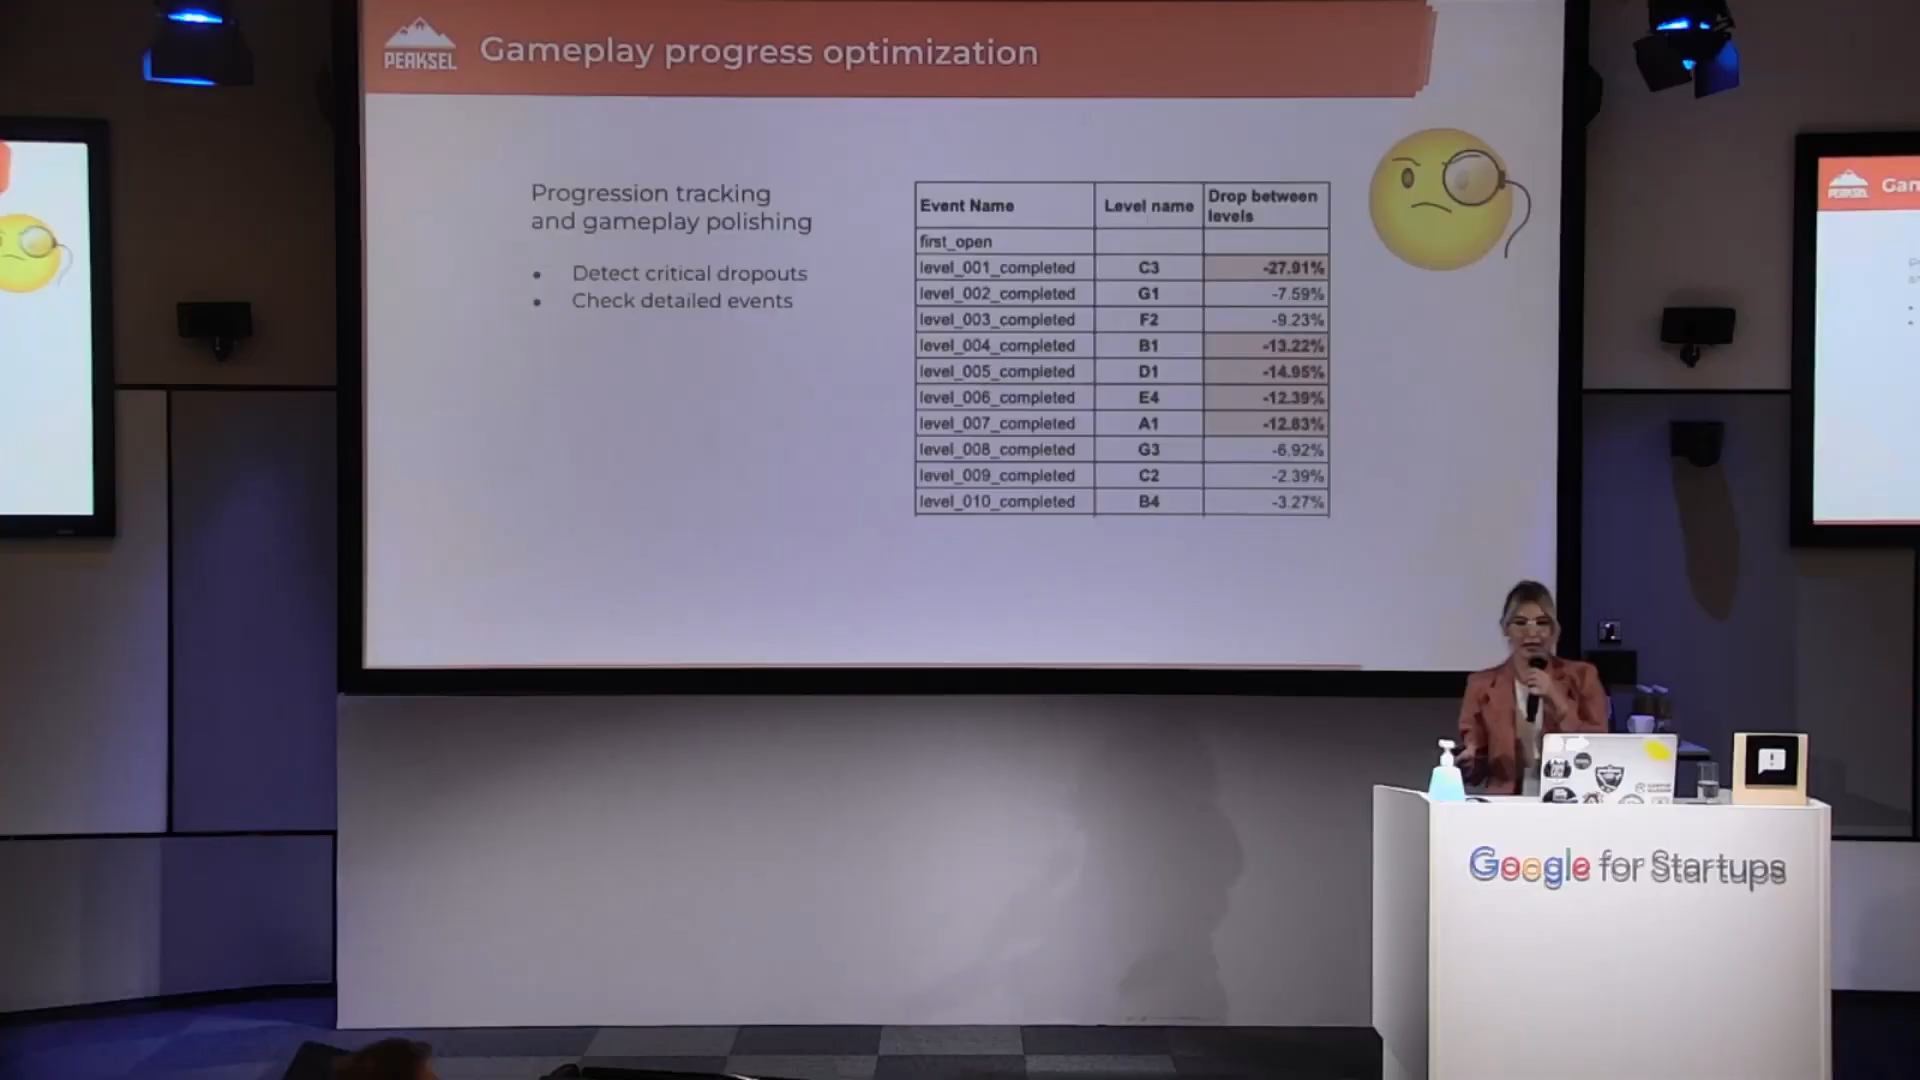 PEAKSEL
Gameplay progress optimization
Progression tracking
and gameplay polishing
• Detect critical dropouts
• Check detailed events
Event Name Level name Drop between levels
first_open
level_001_completed C3 -27.91%
level_002_completed G1 -7.59%
level_003_completed F2 -9.23%
level_004_completed B1 -13.22%
level_005_completed D1 -14.95%
level_006_completed E4 -12.39%
level_007_completed A1 -12.83%
level_008_completed G3 -6.92%
level_009_completed C2 -2.39%
level_010_completed B4 -3.27%
PEAKSEL
Gam
Google for Startups